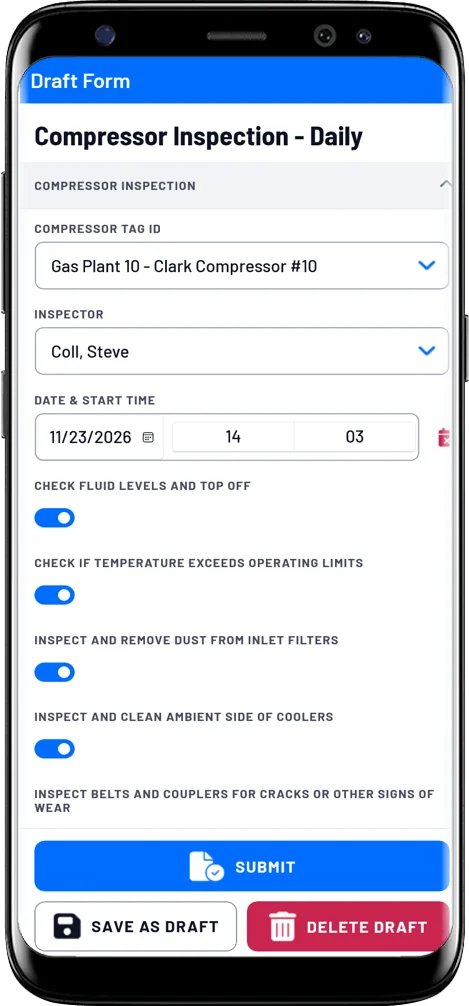 Draft Form
Compressor Inspection - Daily
COMPRESSOR INSPECTION
COMPRESSOR TAG ID
Gas Plant 10 - Clark Compressor #10
INSPECTOR
Coll, Steve
DATE & START TIME
11/23/2026 14 03
CHECK FLUID LEVELS AND TOP OFF
CHECK IF TEMPERATURE EXCEEDS OPERATING LIMITS
INSPECT AND REMOVE DUST FROM INLET FILTERS
INSPECT AND CLEAN AMBIENT SIDE OF COOLERS
INSPECT BELTS AND COUPLERS FOR CRACKS OR OTHER SIGNS OF
WEAR
SUBMIT
SAVE AS DRAFT DELETE DRAFT